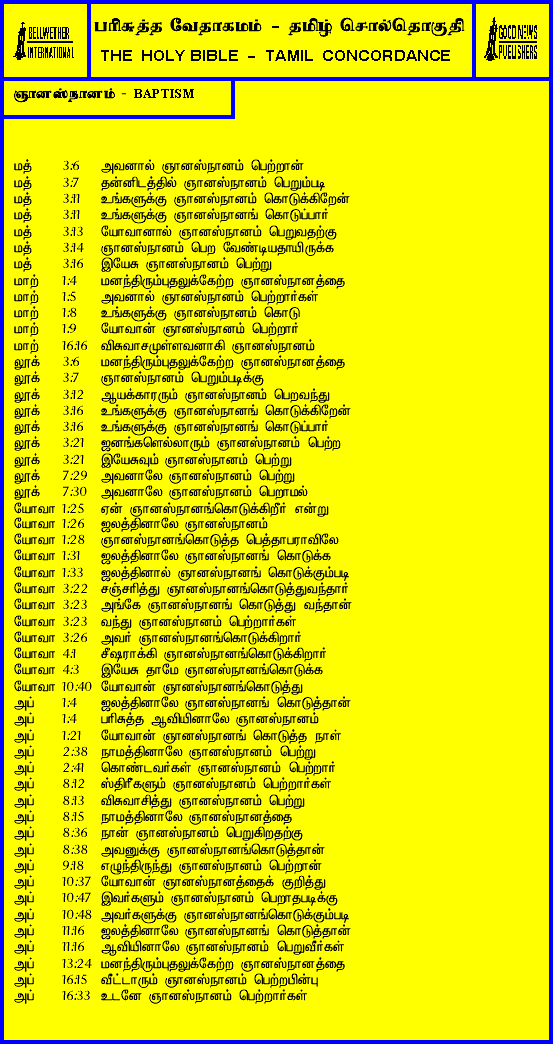 BELLWETHER
INTERNATIONAL
பரிசுத்த வேதாகமம் - தமிழ் சொல்தொகுதி
THE HOLY BIBLE - TAMIL CONCORDANCE
GOOD NEWS
PUBLISHERS
ஞானஸ்நானம் - BAPTISM
மத் 3:6 அவனால் ஞானஸ்நானம் பெற்றான்
மத் 3:7 தன்னிடத்தில் ஞானஸ்நானம் பெறும்படி
மத் 3:11 உங்களுக்கு ஞானஸ்நானம் கொடுக்கிறேன்
மத் 3:11 உங்களுக்கு ஞானஸ்நானங் கொடுப்பார்
மத் 3:13 யோவானால் ஞானஸ்நானம் பெறுவதற்கு
மத் 3:14 ஞானஸ்நானம் பெற வேண்டியதாயிருக்க
மத் 3:16 இயேசு ஞானஸ்நானம் பெற்று
மாற் 1:4 மனந்திரும்புதலுக்கேற்ற ஞானஸ்நானத்தை
மாற் 1:5 அவனால் ஞானஸ்நானம் பெற்றார்கள்
மாற் 1:8 உங்களுக்கு ஞானஸ்நானம் கொடு
மாற் 1:9 யோவான் ஞானஸ்நானம் பெற்றார்
மாற் 16:16 விசுவாசமுள்ளவனாகி ஞானஸ்நானம்
லூக் 3:6 மனந்திரும்புதலுக்கேற்ற ஞானஸ்நானத்தை
லூக் 3:7 ஞானஸ்நானம் பெறும்படிக்கு
லூக் 3:12 ஆயக்காரரும் ஞானஸ்நானம் பெறவந்து
லூக் 3:16 உங்களுக்கு ஞானஸ்நானங் கொடுக்கிறேன்
லூக் 3:16 உங்களுக்கு ஞானஸ்நானங் கொடுப்பார்
லூக் 3:21 ஜனங்களெல்லாரும் ஞானஸ்நானம் பெற்ற
லூக் 3:21 இயேசுவும் ஞானஸ்நானம் பெற்று
லூக் 7:29 அவனாலே ஞானஸ்நானம் பெற்று
லூக் 7:30 அவனாலே ஞானஸ்நானம் பெறாமல்
யோவா 1:25 ஏன் ஞானஸ்நானங்கொடுக்கிறீர் என்று
யோவா 1:26 ஜலத்தினாலே ஞானஸ்நானம்
யோவா 1:28 ஞானஸ்நானங்கொடுத்த பெத்தாபராவிலே
யோவா 1:31 ஜலத்தினாலே ஞானஸ்நானங் கொடுக்க
யோவா 1:33 ஜலத்தினால் ஞானஸ்நானங் கொடுக்கும்படி
யோவா 3:22 சஞ்சரித்து ஞானஸ்நானங்கொடுத்துவந்தார்
யோவா 3:23 அங்கே ஞானஸ்நானங் கொடுத்து வந்தான்
யோவா 3:23 வந்து ஞானஸ்நானம் பெற்றார்கள்
யோவா 3:26 அவர் ஞானஸ்நானங்கொடுக்கிறார்
யோவா 4:1 சீஷராக்கி ஞானஸ்நானங்கொடுக்கிறார்
யோவா 4:3 இயேசு தாமே ஞானஸ்நானங்கொடுக்க
யோவா 10:40 யோவான் ஞானஸ்நானங்கொடுத்து
அப் 1:4 ஜலத்தினாலே ஞானஸ்நானங் கொடுத்தான்
அப் 1:4 பரிசுத்த ஆவியினாலே ஞானஸ்நானம்
அப் 1:21 யோவான் ஞானஸ்நானங் கொடுத்த நாள்
அப் 2:38 நாமத்தினாலே ஞானஸ்நானம் பெற்று
அப் 2:41 கொண்டவர்கள் ஞானஸ்நானம் பெற்றார்
அப் 8:12 ஸ்திரீகளும் ஞானஸ்நானம் பெற்றார்கள்
அப் 8:13 விசுவாசித்து ஞானஸ்நானம் பெற்று
அப் 8:15 நாமத்தினாலே ஞானஸ்நானத்தை
அப் 8:36 நான் ஞானஸ்நானம் பெறுகிறதற்கு
அப் 8:38 அவனுக்கு ஞானஸ்நானங்கொடுத்தான்
அப் 9:18 எழுந்திருந்து ஞானஸ்நானம் பெற்றான்
அப் 10:37 யோவான் ஞானஸ்நானத்தைக் குறித்து
அப் 10:47 இவர்களும் ஞானஸ்நானம் பெறாதபடிக்கு
அப் 10:48 அவர்களுக்கு ஞானஸ்நானங்கொடுக்கும்படி
அப் 11:16 ஜலத்தினாலே ஞானஸ்நானங் கொடுத்தான்
அப் 11:16 ஆவியினாலே ஞானஸ்நானம் பெறுவீர்கள்
அப் 13:24 மனந்திரும்புதலுக்கேற்ற ஞானஸ்நானத்தை
அப் 16:15 வீட்டாரும் ஞானஸ்நானம் பெற்றபின்பு
அப் 16:33 உடனே ஞானஸ்நானம் பெற்றார்கள்